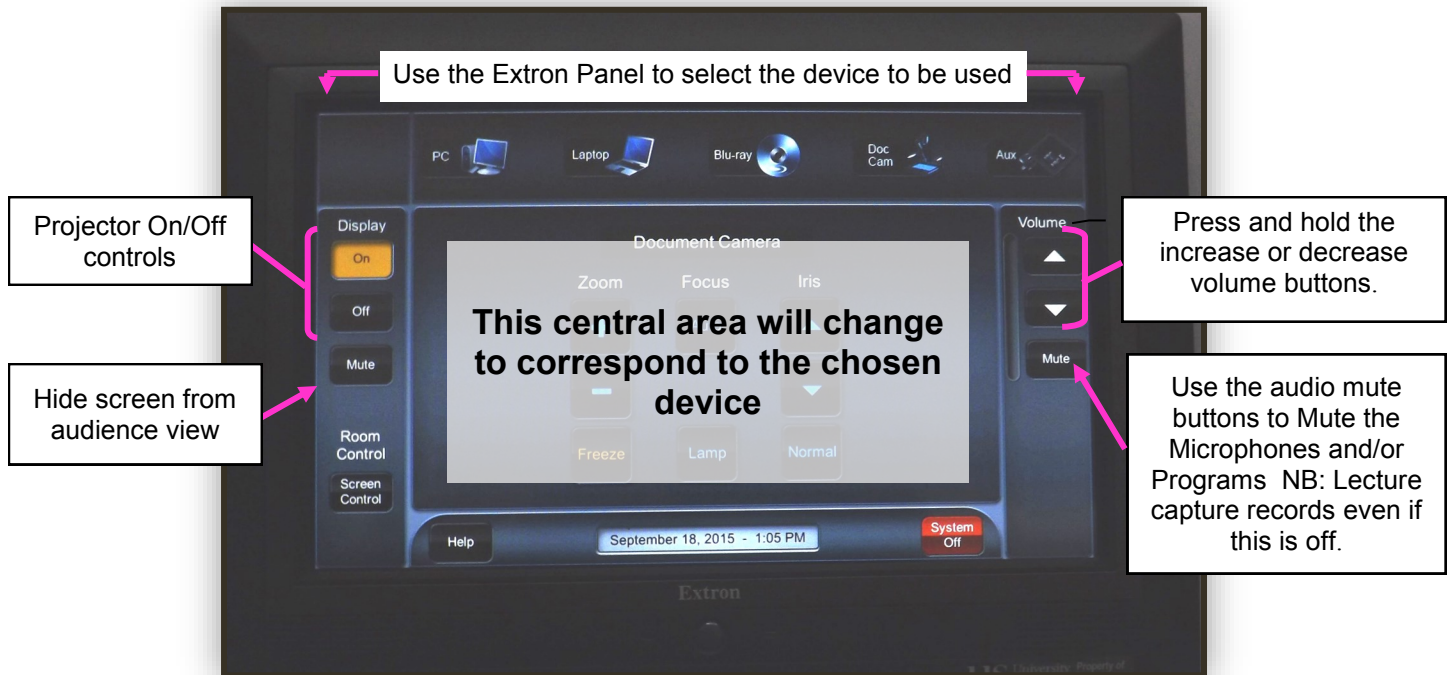 Use the Extron Panel to select the device to be used
PC
Laptop
Blu-ray
Doc
Cam
Aux
Projector On/Off
controls
Display
On
Off
Mute
Hide screen from
audience view
Room
Control
Screen
Control
Document Camera
Zoom
Focus
Iris
This central area will change
to correspond to the chosen
device
Freeze
Lamp
Normal
Volume
Mute
Press and hold the
increase or decrease
volume buttons.
Use the audio mute
buttons to Mute the
Microphones and/or
Programs NB: Lecture
capture records even if
this is off.
Help
September 18, 2015 - 1:05 PM
System
Off
Extron
University Property of